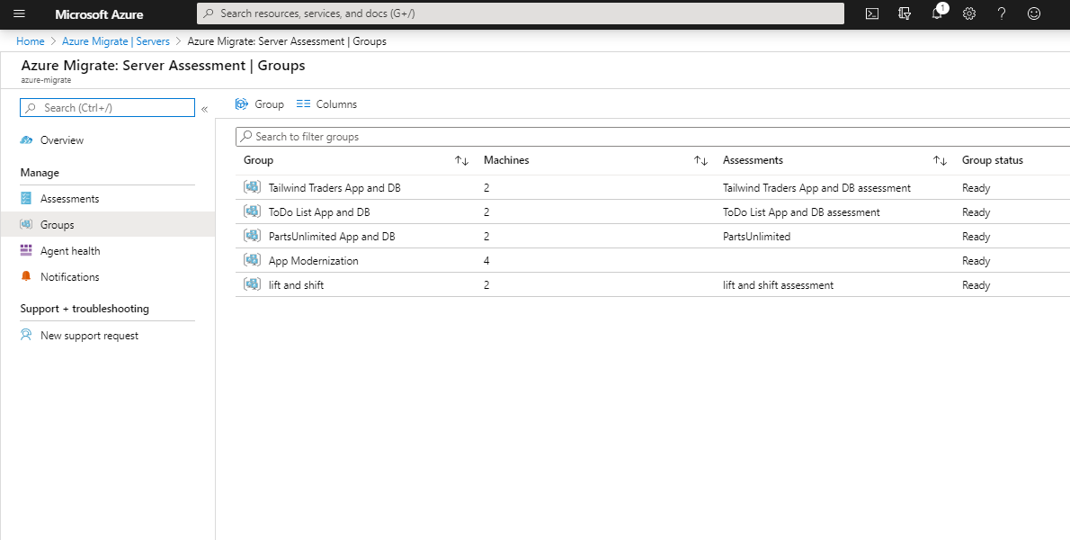 Microsoft Azure
Search resources, services, and docs (G+/)
1
Home > Azure Migrate | Servers > Azure Migrate: Server Assessment | Groups
Azure Migrate: Server Assessment | Groups
azure-migrate
Search (Ctrl+/)
«
Overview
Manage
Assessments
Groups
Agent health
Notifications
Support + troubleshooting
New support request
Group Columns
Search to filter groups
Group Machines Assessments Group status
Tailwind Traders App and DB 2 Tailwind Traders App and DB assessment Ready
ToDo List App and DB 2 ToDo List App and DB assessment Ready
PartsUnlimited App and DB 2 PartsUnlimited Ready
App Modernization 4 Ready
lift and shift 2 lift and shift assessment Ready